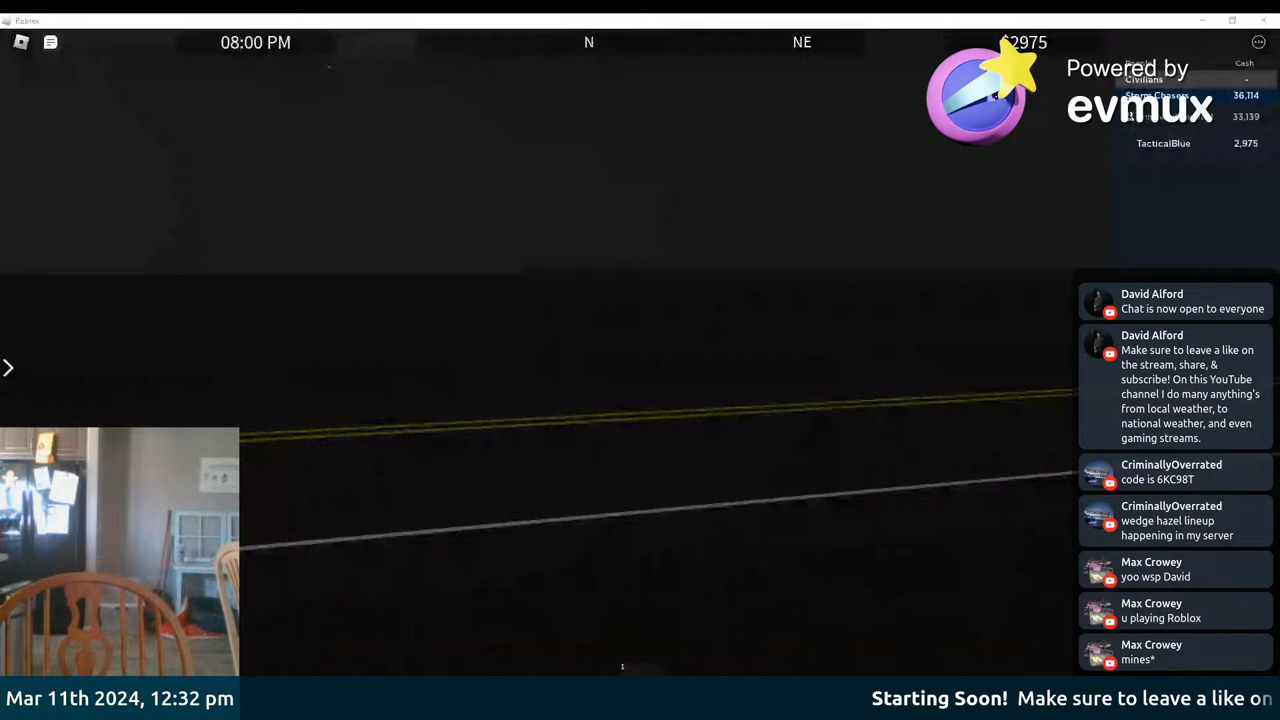 Roblox
08:00 PM
N
NE
$2975
Powered by
evmux
Cash
Civilians
-
Storm Chasers
36,114
33,139
TacticalBlue
2,975
David Alford
Chat is now open to everyone
David Alford
Make sure to leave a like on
the stream, share, &
subscribe! On this YouTube
channel I do many anything's
from local weather, to
national weather, and even
gaming streams.
CriminallyOverrated
code is 6KC98T
CriminallyOverrated
wedge hazel lineup
happening in my server
Max Crowey
yoo wsp David
Max Crowey
u playing Roblox
Max Crowey
mines*
1
Mar 11th 2024, 12:32 pm
Starting Soon! Make sure to leave a like on